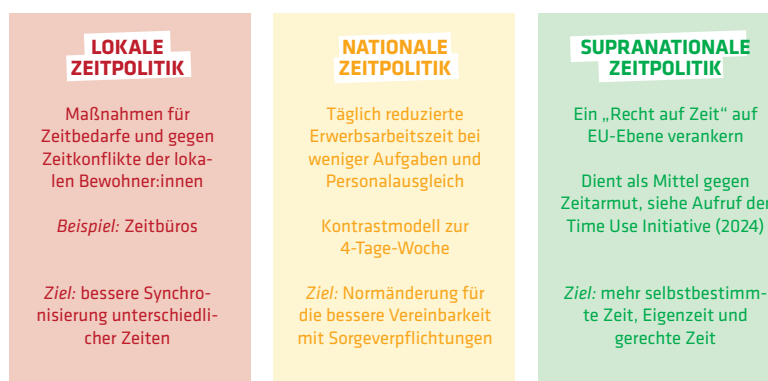 LOKALE
ZEITPOLITIK
Maßnahmen für
Zeitbedarfe und gegen
Zeitkonflikte der loka-
len Bewohner:innen
Beispiel: Zeitbüros
Ziel: bessere Synchro-
nisierung unterschiedli-
cher Zeiten
NATIONALE
ZEITPOLITIK
Täglich reduzierte
Erwerbsarbeitszeit bei
weniger Aufgaben und
Personalausgleich
Kontrastmodell zur
4-Tage-Woche
Ziel: Normänderung für
die bessere Vereinbarkeit
mit Sorgeverpflichtungen
SUPRANATIONALE
ZEITPOLITIK
Ein „Recht auf Zeit“ auf
EU-Ebene verankern
Dient als Mittel gegen
Zeitarmut, siehe Aufruf der
Time Use Initiative (2024)
Ziel: mehr selbstbestimm-
te Zeit, Eigenzeit und
gerechte Zeit